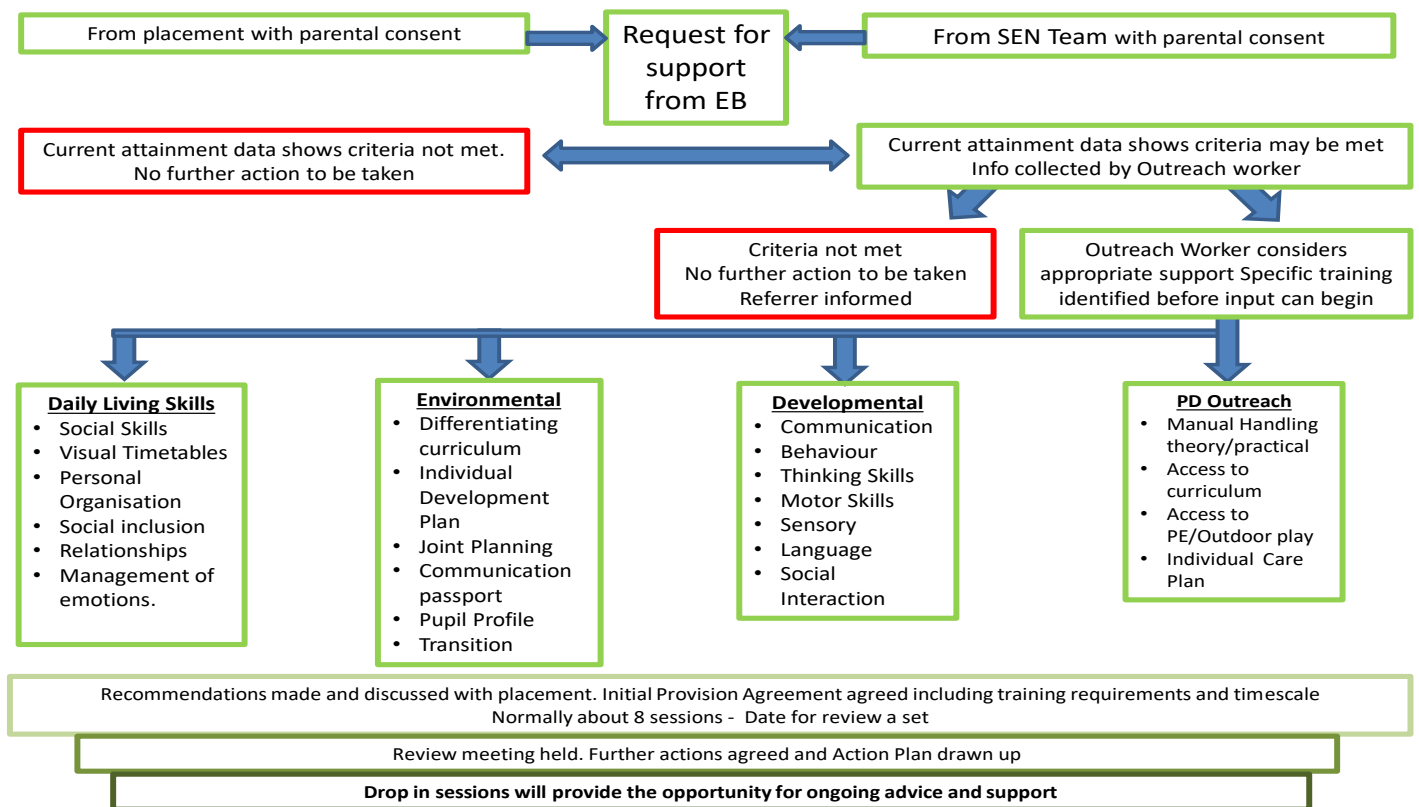 From placement with parental consent
Request for
support
from EB
From SEN Team with parental consent
Current attainment data shows criteria not met.
No further action to be taken
Current attainment data shows criteria may be met
Info collected by Outreach worker
Criteria not met
No further action to be taken
Referrer informed
Outreach Worker considers
appropriate support Specific training
identified before input can begin
Daily Living Skills
• Social Skills
• Visual Timetables
• Personal
Organisation
• Social inclusion
• Relationships
• Management of
emotions.
Environmental
• Differentiating
curriculum
• Individual
Development
Plan
• Joint Planning
• Communication
passport
• Pupil Profile
• Transition
Developmental
• Communication
• Behaviour
• Thinking Skills
• Motor Skills
• Sensory
• Language
• Social
Interaction
PD Outreach
• Manual Handling
theory/practical
• Access to
curriculum
• Access to
PE/Outdoor play
• Individual Care
Plan
Recommendations made and discussed with placement. Initial Provision Agreement agreed including training requirements and timescale
Normally about 8 sessions - Date for review a set
Review meeting held. Further actions agreed and Action Plan drawn up
Drop in sessions will provide the opportunity for ongoing advice and support